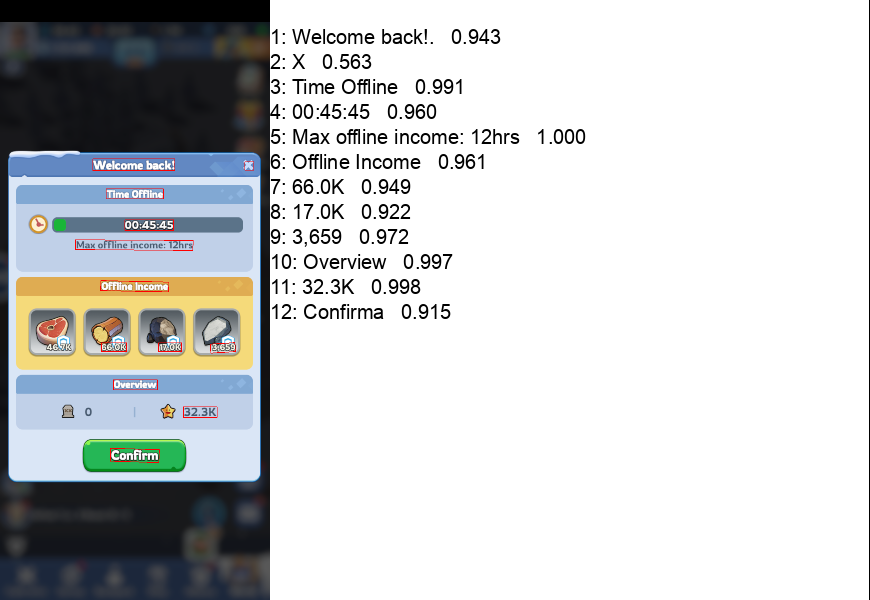 Welcome back!
X
Time Offline
00:45:45
Max offline income: 12hrs
Offline Income
46.7K 66.0K 17.0K 3,659
Overview
0 | 32.3K
Confirm
1: Welcome back!. 0.943
2: X 0.563
3: Time Offline 0.991
4: 00:45:45 0.960
5: Max offline income: 12hrs 1.000
6: Offline Income 0.961
7: 66.0K 0.949
8: 17.0K 0.922
9: 3,659 0.972
10: Overview 0.997
11: 32.3K 0.998
12: Confirma 0.915